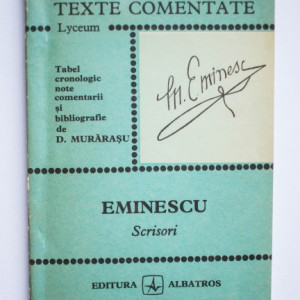 TEXTE COMENTATE
Lyceum
Tabel
cronologic
note
comentarii
și
bibliografie
de
D. MURĂRAȘU
M. Eminescu
EMINESCU
Scrisori
EDITURA ALBATROS